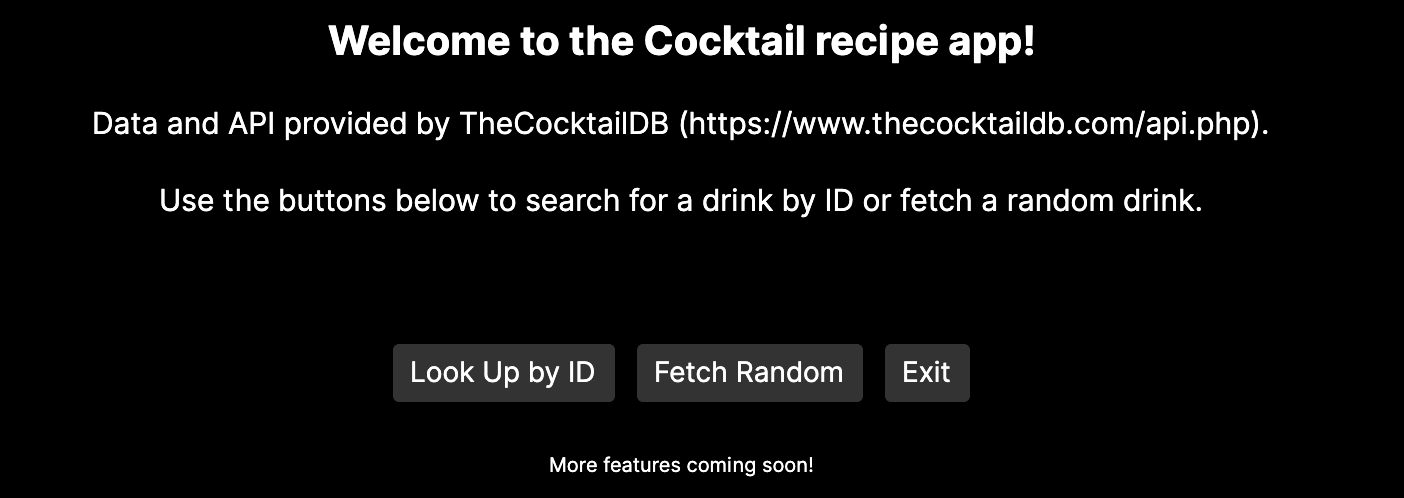 Welcome to the Cocktail recipe app!
Data and API provided by TheCocktailDB (https://www.thecocktaildb.com/api.php).
Use the buttons below to search for a drink by ID or fetch a random drink.
Look Up by ID Fetch Random Exit
More features coming soon!